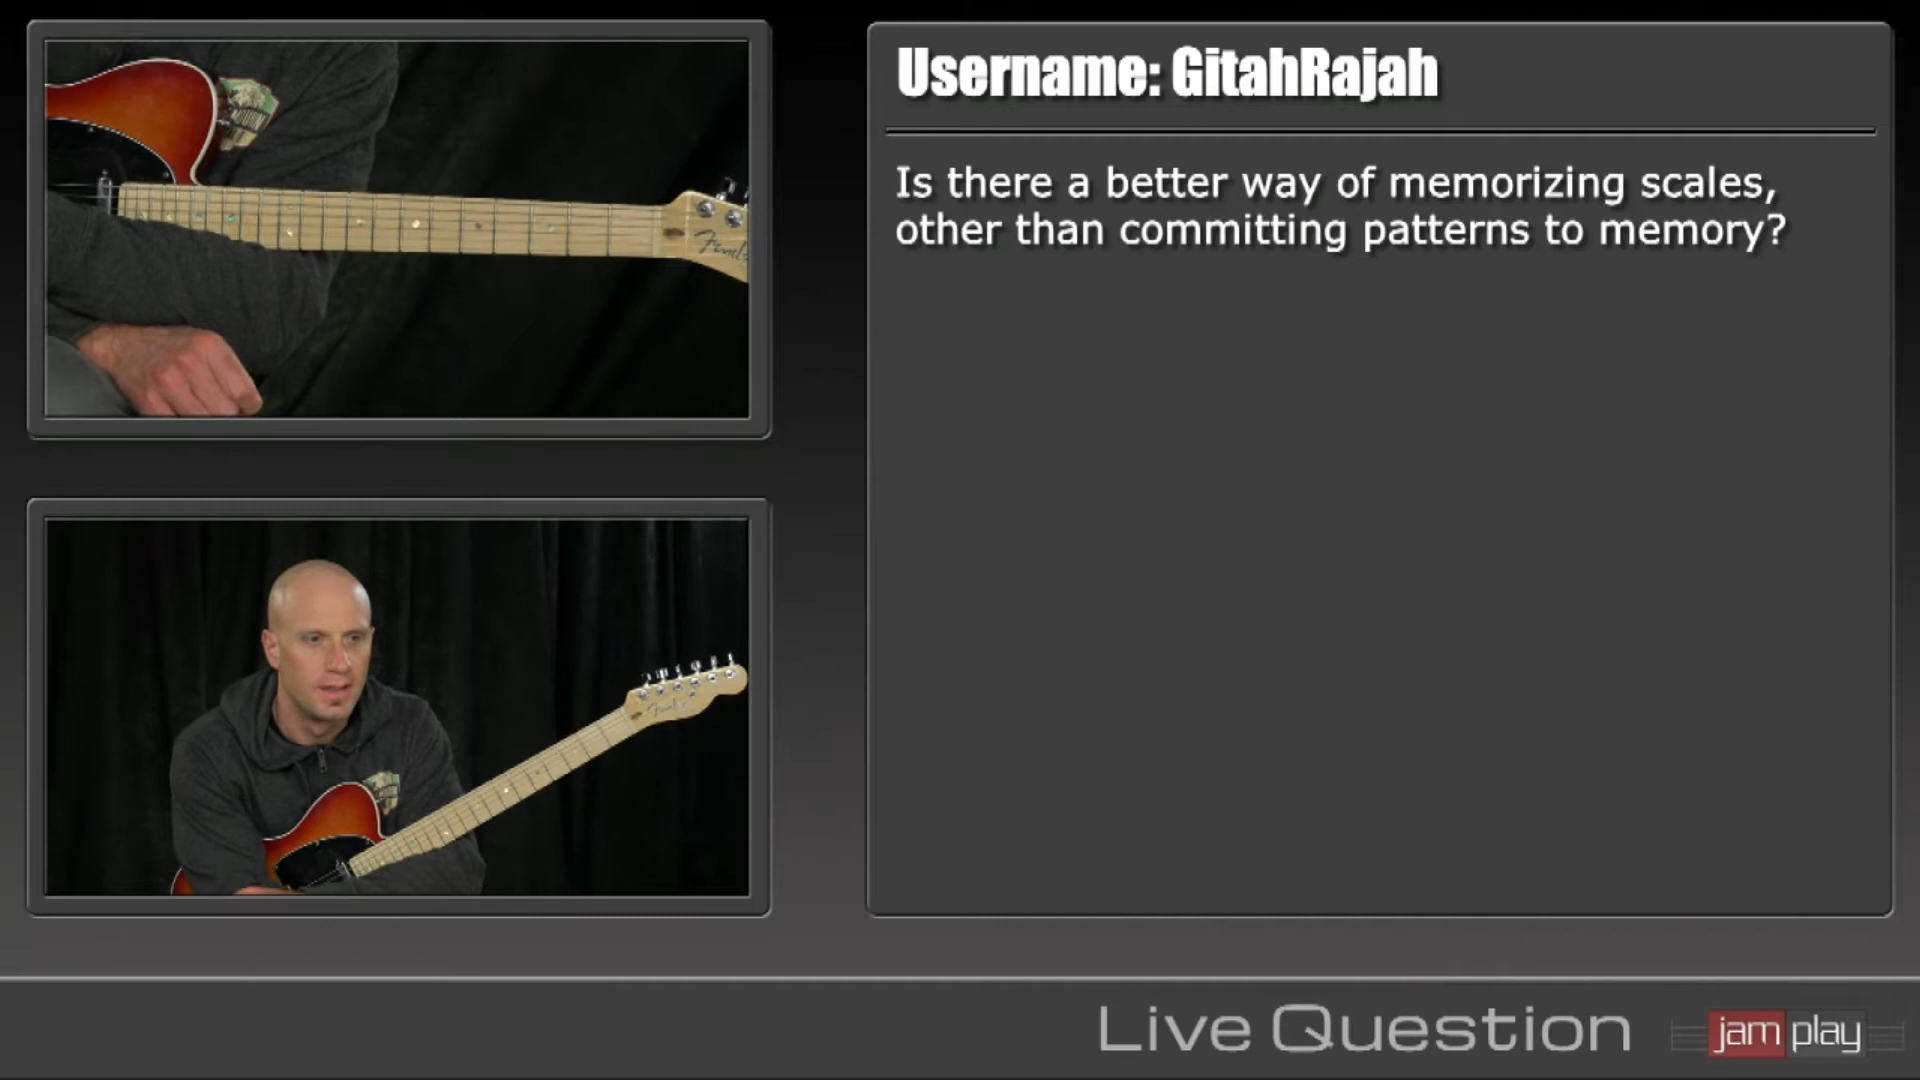 Username: GitahRajah
Is there a better way of memorizing scales,
other than committing patterns to memory?
Fender
Live Question
jam play